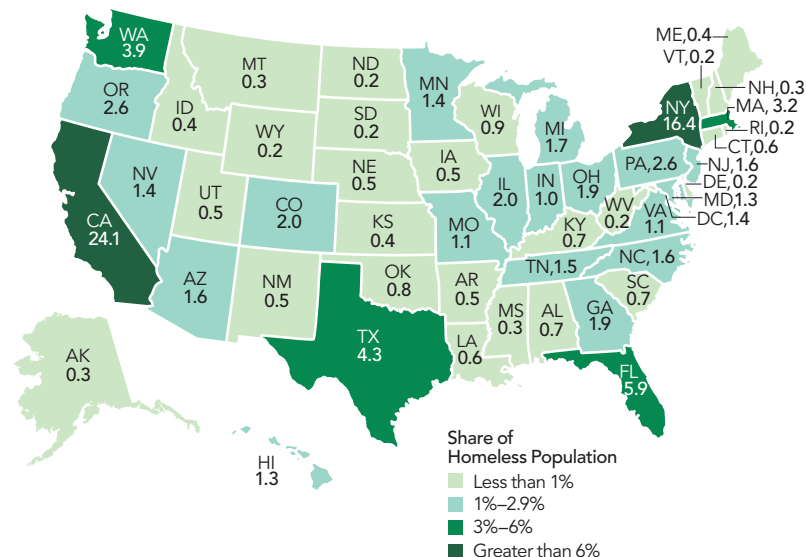 WA
3.9
OR
2.6
CA
24.1
NV
1.4
ID
0.4
MT
0.3
WY
0.2
UT
0.5
CO
2.0
AZ
1.6
NM
0.5
ND
0.2
SD
0.2
NE
0.5
KS
0.4
OK
0.8
TX
4.3
MN
1.4
IA
0.5
MO
1.1
AR
0.5
LA
0.6
WI
0.9
IL
2.0
MI
1.7
IN
1.0
OH
1.9
KY
0.7
TN,1.5
MS
0.3
AL
0.7
GA
1.9
FL
5.9
SC
0.7
NC,1.6
WV
0.2
VA
1.1
PA,2.6
NY
16.4
ME,0.4
VT,0.2
NH,0.3
MA, 3.2
RI,0.2
CT,0.6
NJ,1.6
DE,0.2
MD,1.3
DC,1.4
AK
0.3
HI
1.3
Share of
Homeless Population
Less than 1%
1%–2.9%
3%–6%
Greater than 6%